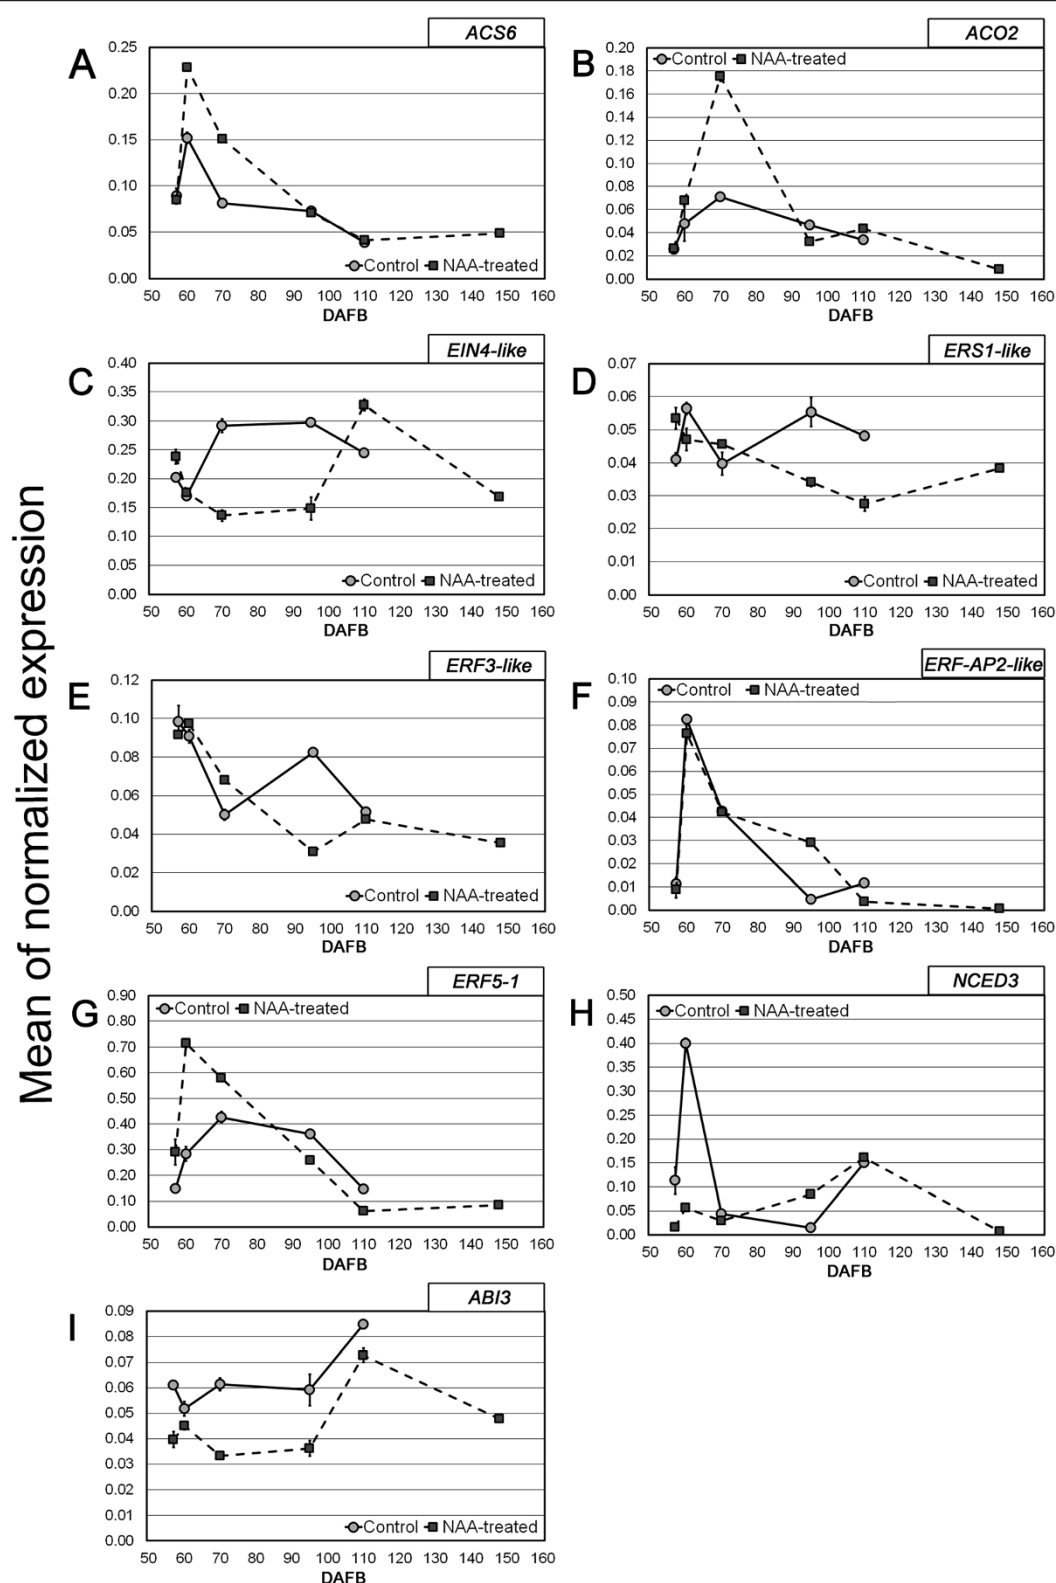 Mean of normalized expression
A
ACS6
0.25
0.20
0.15
0.10
0.05
0.00
Control NAA-treated
50 60 70 80 90 100 110 120 130 140 150 160
DAFB
B
ACO2
Control NAA-treated
0.20
0.18
0.16
0.14
0.12
0.10
0.08
0.06
0.04
0.02
0.00
50 60 70 80 90 100 110 120 130 140 150 160
DAFB
C
EIN4-like
0.40
0.35
0.30
0.25
0.20
0.15
0.10
0.05
0.00
Control NAA-treated
50 60 70 80 90 100 110 120 130 140 150 160
DAFB
D
ERS1-like
0.07
0.06
0.05
0.04
0.03
0.02
0.01
0.00
Control NAA-treated
50 60 70 80 90 100 110 120 130 140 150 160
DAFB
E
ERF3-like
0.12
0.10
0.08
0.06
0.04
0.02
0.00
Control NAA-treated
50 60 70 80 90 100 110 120 130 140 150 160
DAFB
F
ERF-AP2-like
Control NAA-treated
0.10
0.09
0.08
0.07
0.06
0.05
0.04
0.03
0.02
0.01
0.00
50 60 70 80 90 100 110 120 130 140 150 160
DAFB
G
ERF5-1
Control NAA-treated
0.90
0.80
0.70
0.60
0.50
0.40
0.30
0.20
0.10
0.00
50 60 70 80 90 100 110 120 130 140 150 160
DAFB
H
NCED3
Control NAA-treated
0.50
0.45
0.40
0.35
0.30
0.25
0.20
0.15
0.10
0.05
0.00
50 60 70 80 90 100 110 120 130 140 150 160
DAFB
I
ABI3
0.09
0.08
0.07
0.06
0.05
0.04
0.03
0.02
0.01
0.00
Control NAA-treated
50 60 70 80 90 100 110 120 130 140 150 160
DAFB